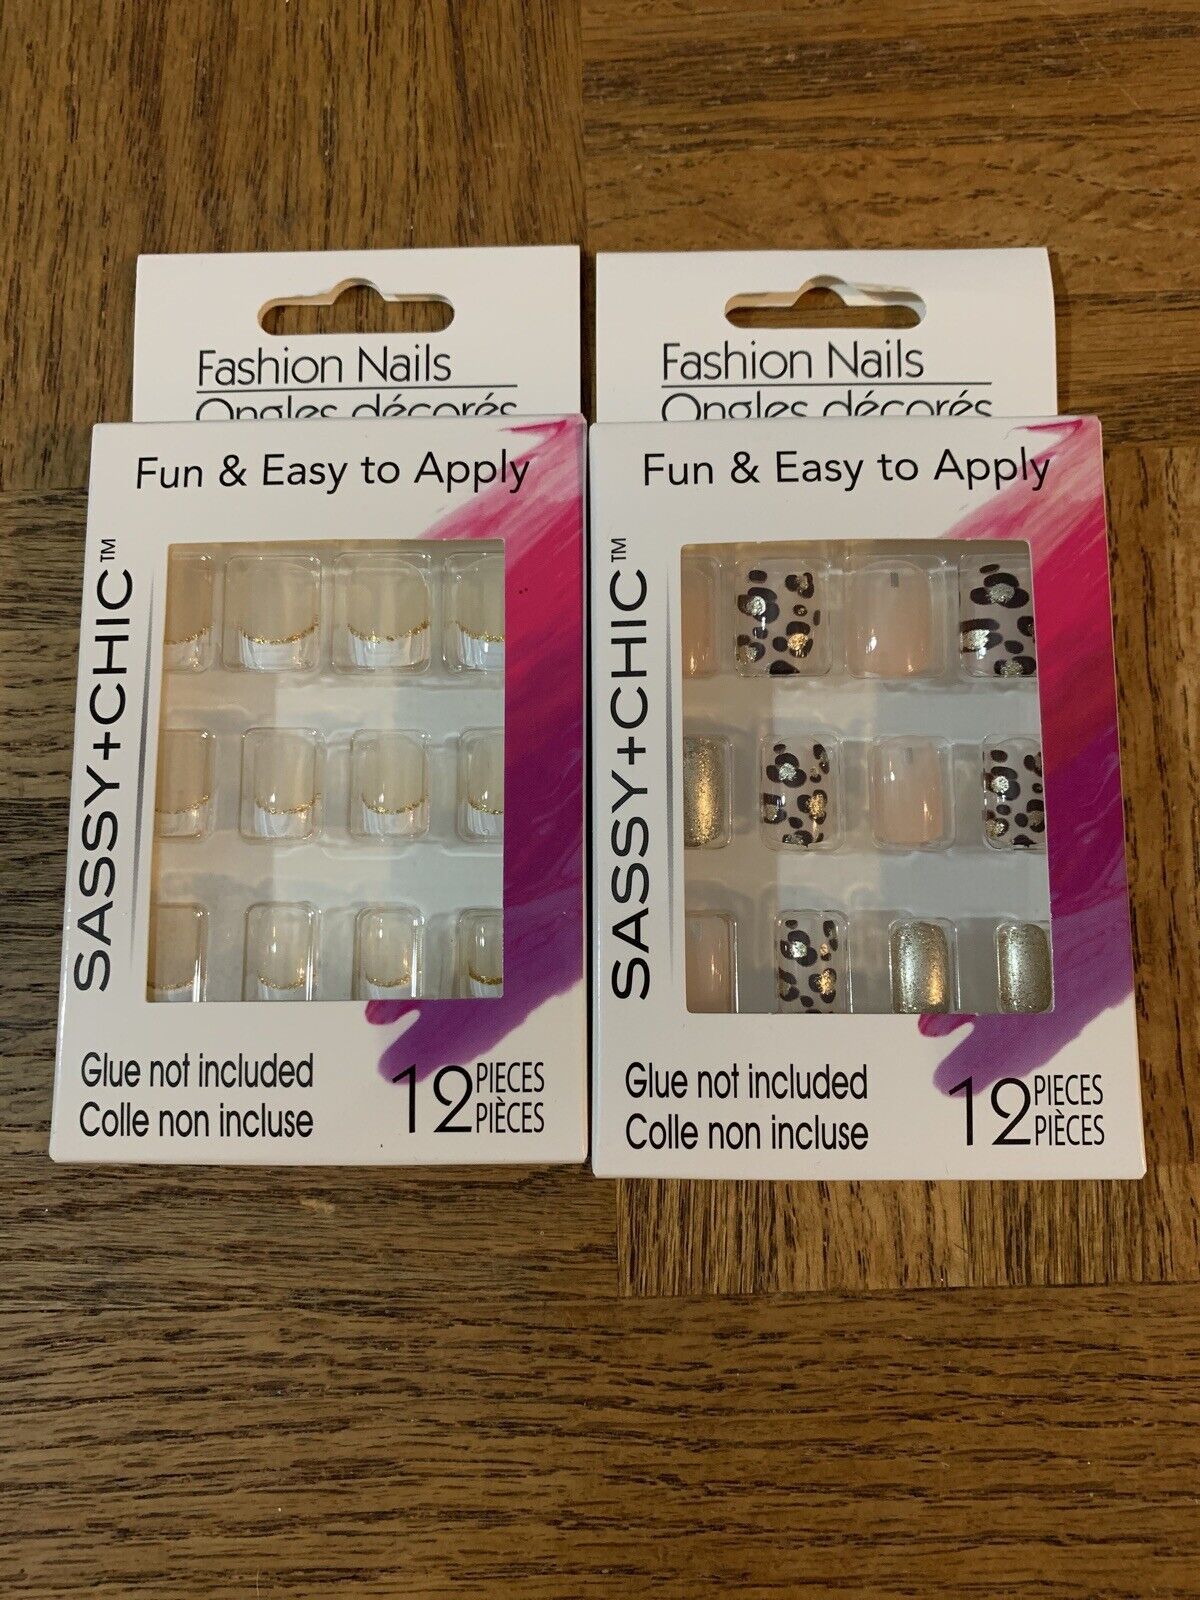 Fashion Nails
Ongles décorés
Fun & Easy to Apply
SASSY+CHIC™
Glue not included
Colle non incluse
12 PIECES
PIÈCES
Fashion Nails
Ongles décorés
Fun & Easy to Apply
SASSY+CHIC™
Glue not included
Colle non incluse
12 PIECES
PIÈCES